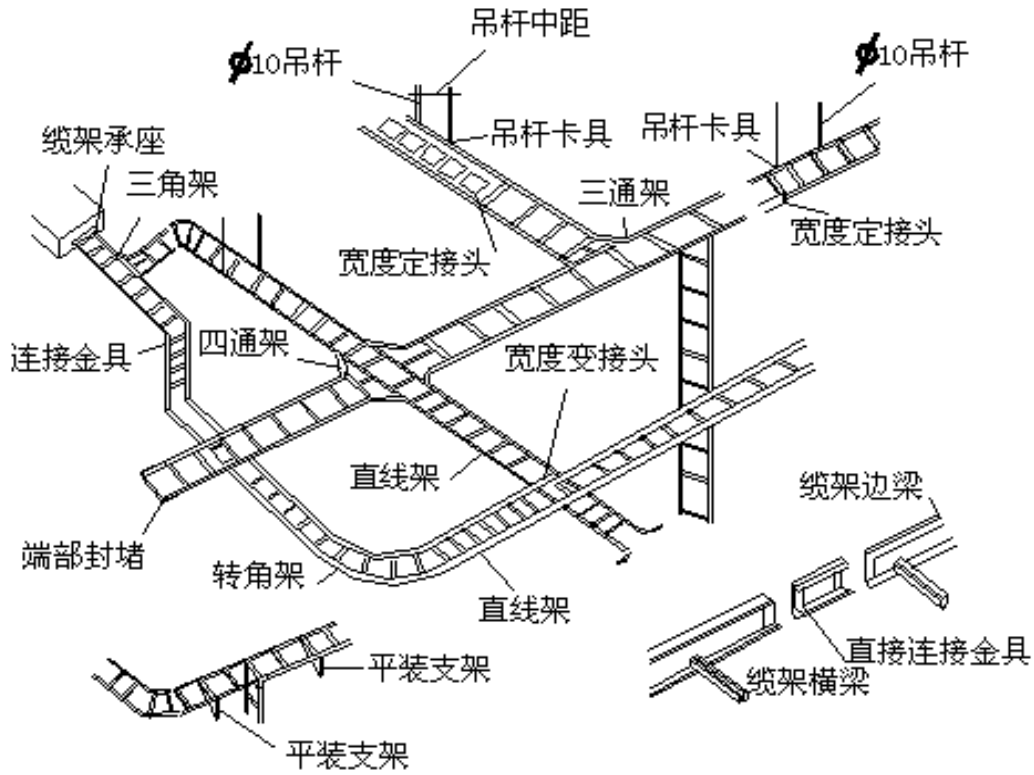 吊杆中距
ϕ10吊杆
ϕ10吊杆
缆架承座
吊杆卡具
吊杆卡具
三角架
三通架
宽度定接头
宽度定接头
连接金具
四通架
宽度变接头
直线架
缆架边梁
端部封堵
转角架
直线架
直接连接金具
平装支架
缆架横梁
平装支架